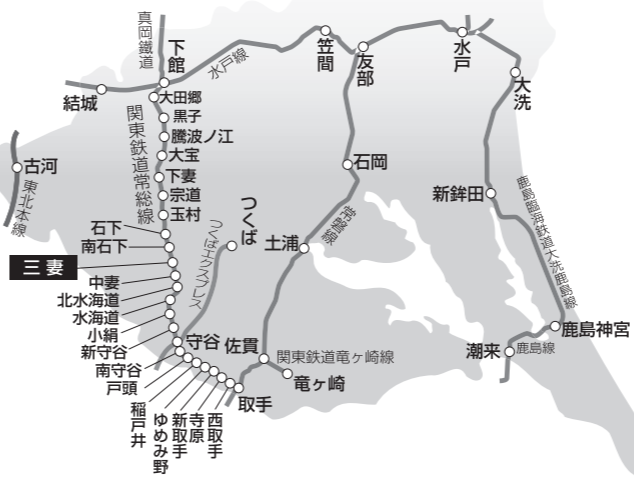 真岡鐵道
下館
水戸線
笠間
友部
水戸
大洗
結城
大田郷
黒子
騰波ノ江
大宝
下妻
宗道
玉村
関東鉄道常総線
古河
東北本線
石下
南石下
三妻
中妻
北水海道
水海道
小絹
新守谷
守谷
南守谷
戸頭
稲戸井
ゆめみ野
新取手
寺原
西取手
取手
つくば
つくばエクスプレス
石岡
常磐線
土浦
佐貫
関東鉄道竜ヶ崎線
竜ヶ崎
新鉾田
鹿島臨海鉄道大洗鹿島線
鹿島神宮
鹿島線
潮来